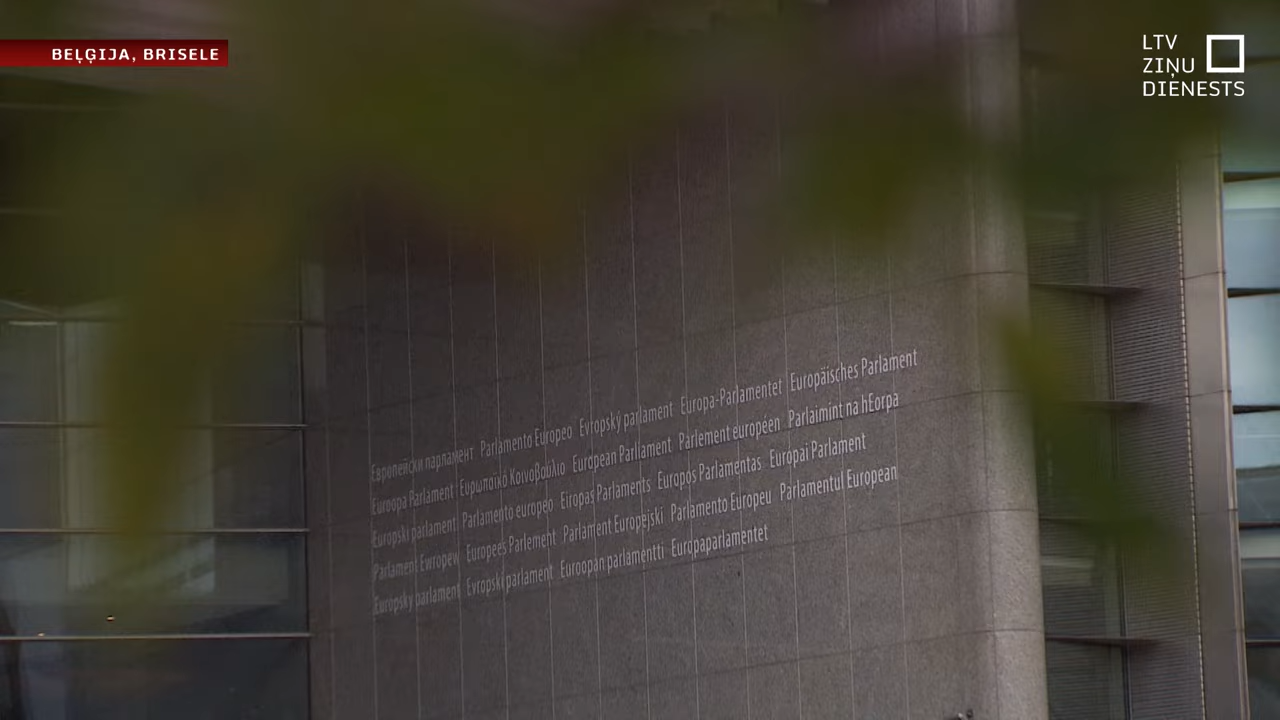 BEĻĢIJA, BRISELE
LTV
ZIŅU
DIENESTS
Европейски парламент Parlamento Europeo Evropský parlament Europa-Parlamentet Europäisches Parlament
Euroopa Parlament Ευρωπαϊκό Κοινοβούλιο European Parliament Parlement européen Parlaimint na hEorpa
Europski parlament Parlamento europeo Eiropas Parlaments Europos Parlamentas Európai Parlament
Parlament Ewropew Europees Parlement Parlament Europejski Parlamento Europeu Parlamentul European
Európsky parlament Evropski parlament Euroopan parlamentti Europaparlamentet